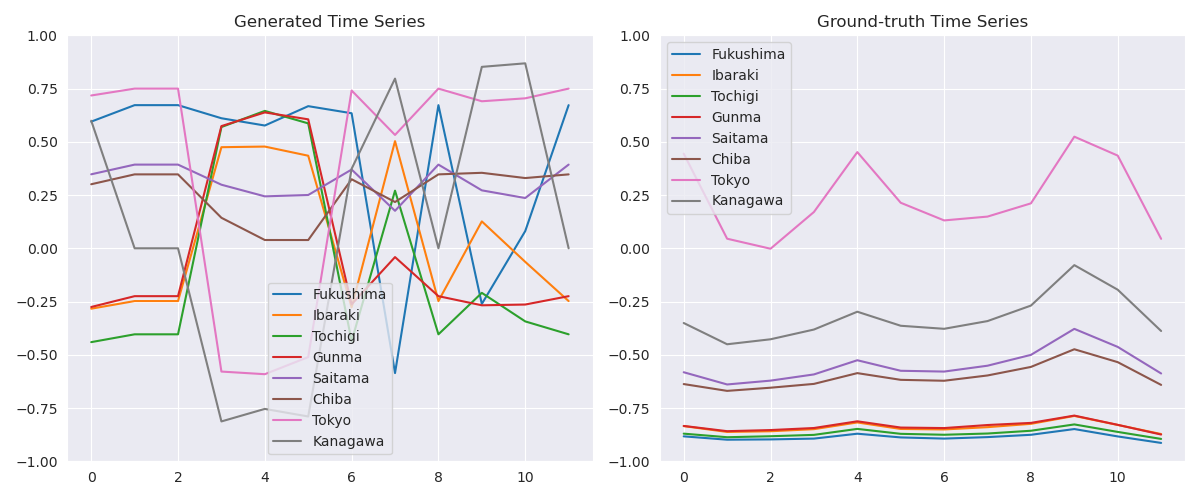 Generated Time Series
1.00
0.75
0.50
0.25
0.00
−0.25
−0.50
−0.75
−1.00
0 2 4 6 8 10
Fukushima
Ibaraki
Tochigi
Gunma
Saitama
Chiba
Tokyo
Kanagawa
Ground-truth Time Series
1.00
0.75
0.50
0.25
0.00
−0.25
−0.50
−0.75
−1.00
0 2 4 6 8 10
Fukushima
Ibaraki
Tochigi
Gunma
Saitama
Chiba
Tokyo
Kanagawa